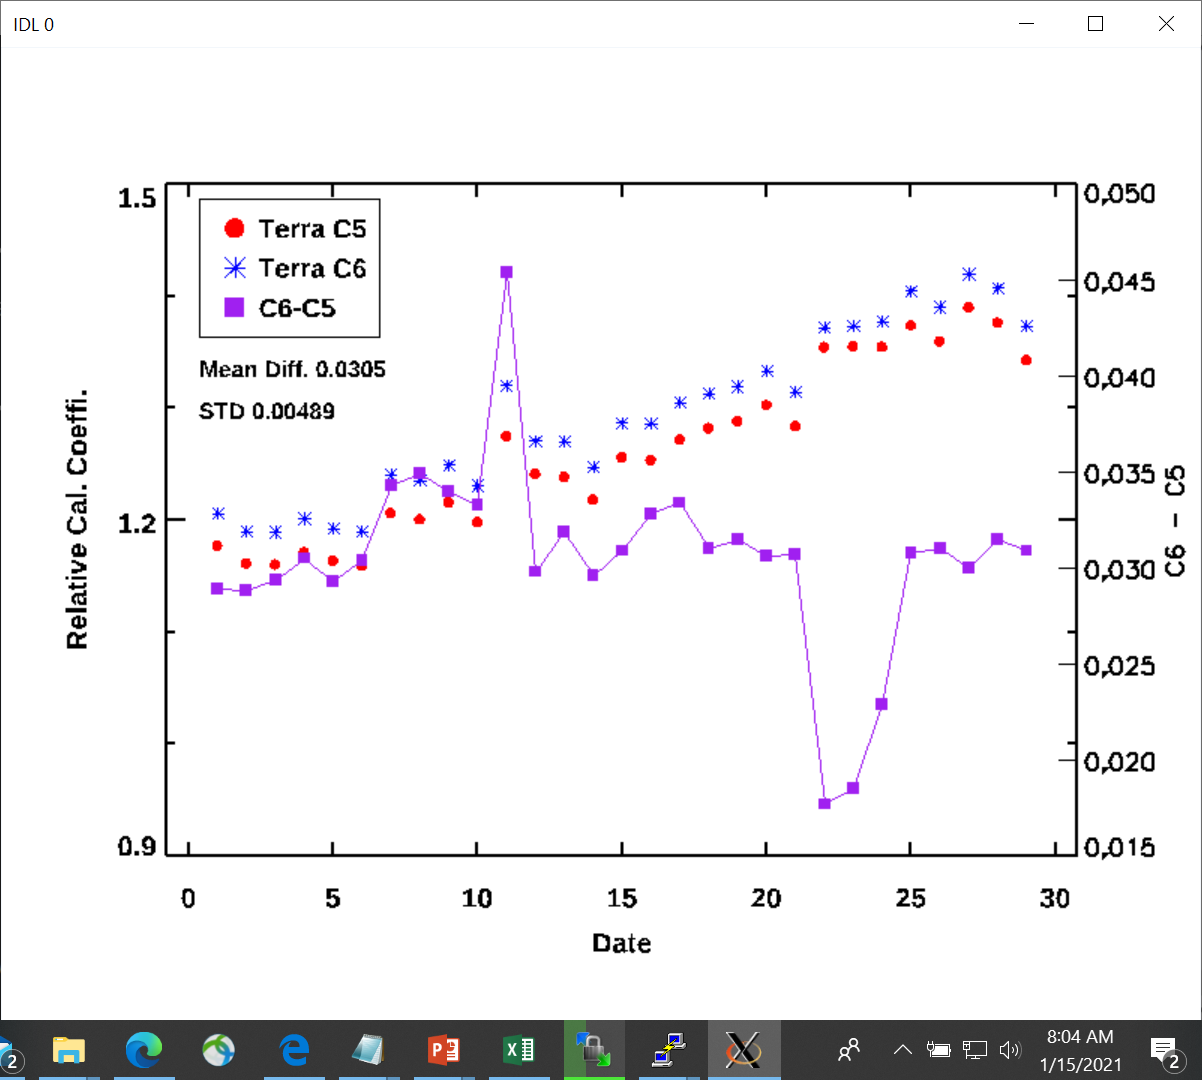 IDL 0
1.5
1.2
0.9
Relative Cal. Coeffi.
Terra C5
Terra C6
C6-C5
Mean Diff. 0.0305
STD 0.00489
0.050
0.045
0.040
0.035
0.030
0.025
0.020
0.015
C6 - C5
0 5 10 15 20 25 30
Date
2
8:04 AM
1/15/2021
2